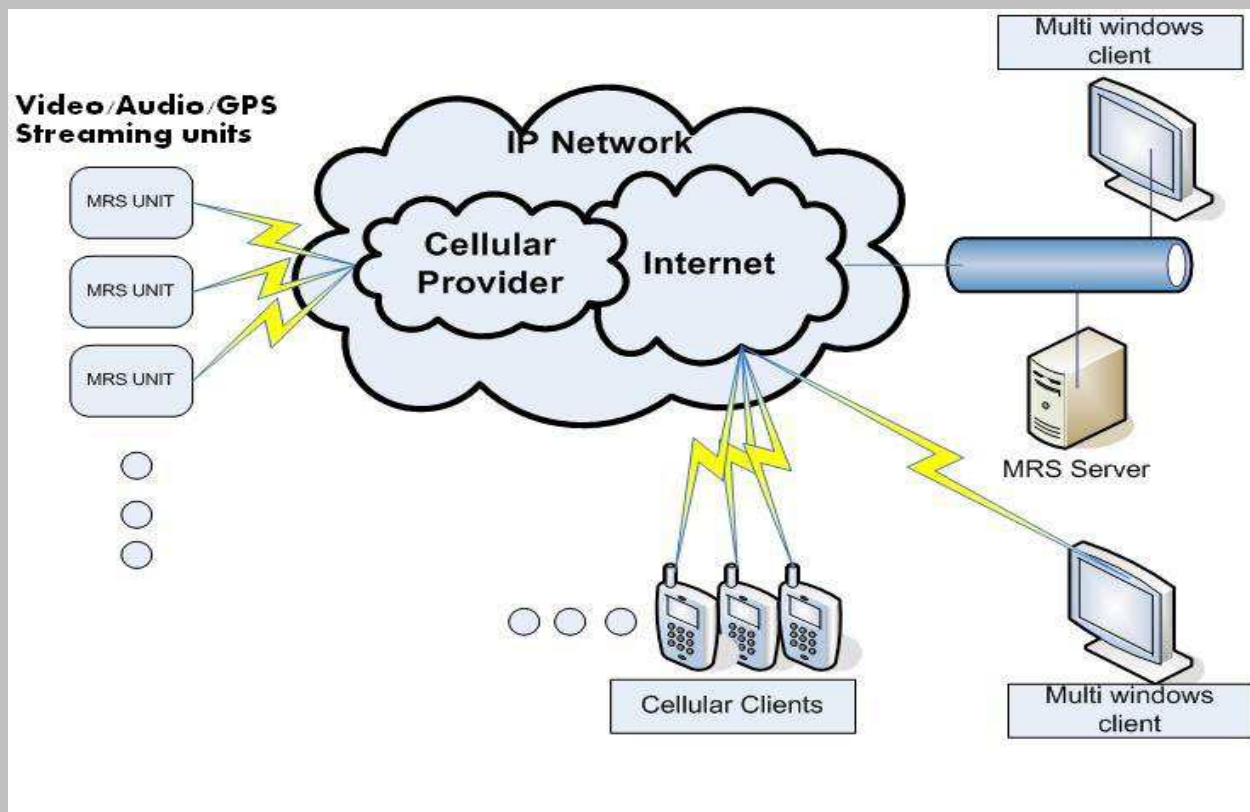 Multi windows
client
Video/Audio/GPS
Streaming units
IP Network
MRS UNIT
Cellular
Provider
Internet
MRS UNIT
MRS UNIT
MRS Server
Cellular Clients
Multi windows
client